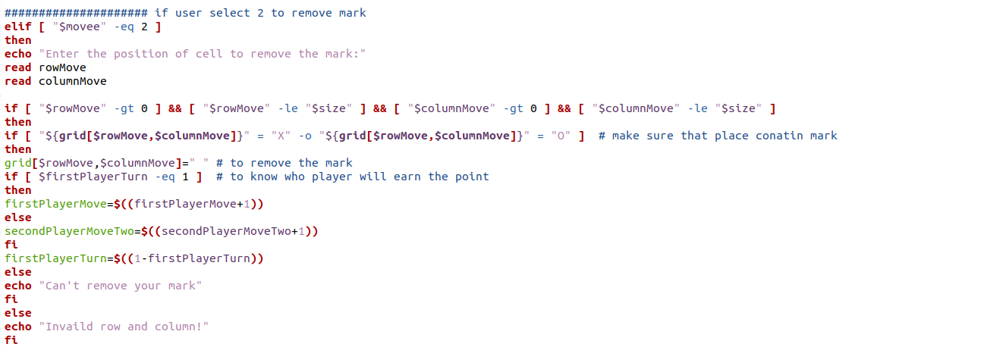 ##################### if user select 2 to remove mark
elif [ "$movee" -eq 2 ]
then
echo "Enter the position of cell to remove the mark:"
read rowMove
read columnMove
if [ "$rowMove" -gt 0 ] && [ "$rowMove" -le "$size" ] && [ "$columnMove" -gt 0 ] && [ "$columnMove" -le "$size" ]
then
if [ "${grid[$rowMove,$columnMove]}" = "X" -o "${grid[$rowMove,$columnMove]}" = "O" ]  # make sure that place conatin mark
then
grid[$rowMove,$columnMove]=" " # to remove the mark
if [ $firstPlayerTurn -eq 1 ]  # to know who player will earn the point
then
firstPlayerMove=$((firstPlayerMove+1))
else
secondPlayerMoveTwo=$((secondPlayerMoveTwo+1))
fi
firstPlayerTurn=$((1-firstPlayerTurn))
else
echo "Can't remove your mark"
fi
else
echo "Invaild row and column!"
fi